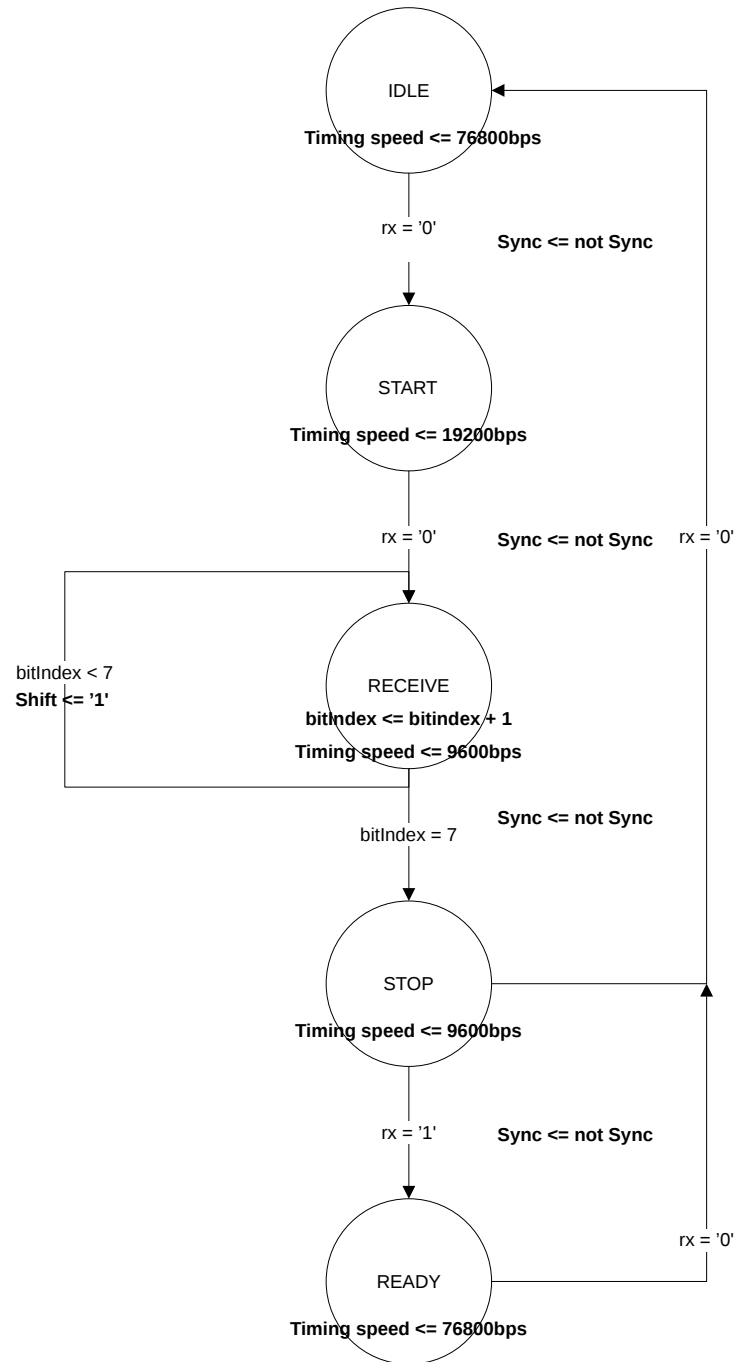 IDLE
Timing speed <= 76800bps
rx = ’0'
Sync <= not Sync
START
Timing speed <= 19200bps
rx = ’0'
Sync <= not Sync
rx = ’0'
bitIndex < 7
Shift <= ’1'
RECEIVE
bitIndex <= bitindex + 1
Timing speed <= 9600bps
Sync <= not Sync
bitIndex = 7
STOP
Timing speed <= 9600bps
rx = ’1'
Sync <= not Sync
rx = ’0'
READY
Timing speed <= 76800bps